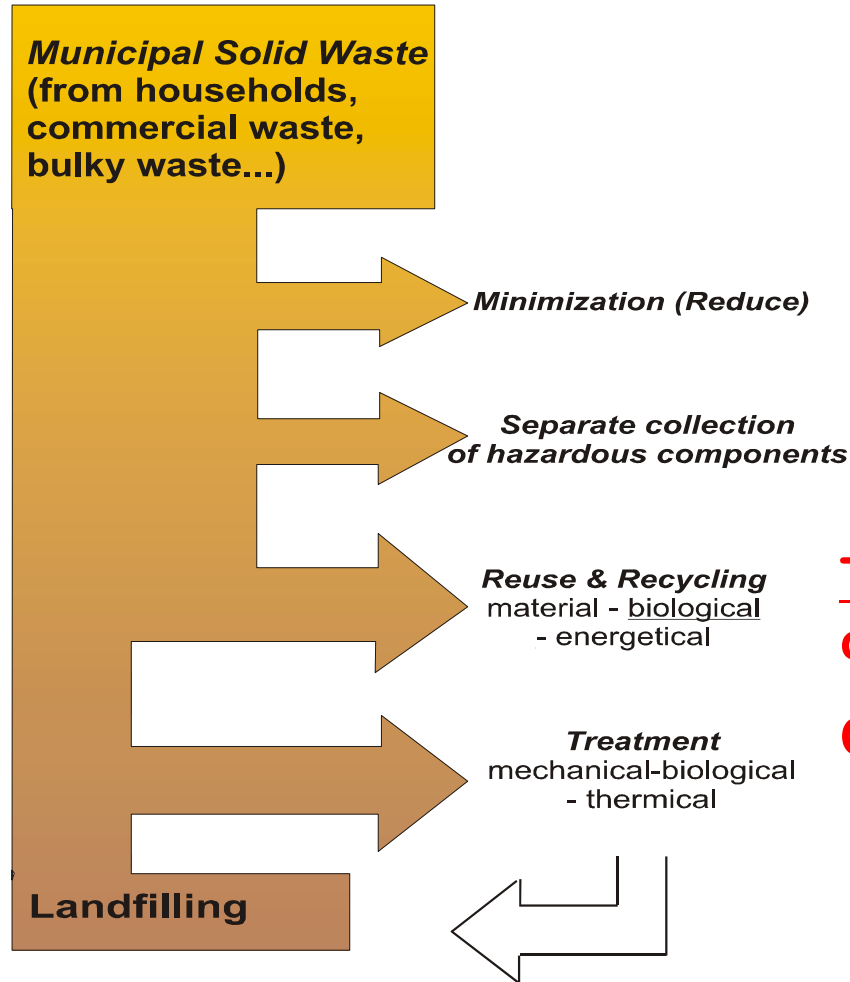 Municipal Solid Waste
(from households,
commercial waste,
bulky waste...)
Minimization (Reduce)
Separate collection
of hazardous components
Reuse & Recycling
material - biological
- energetical
Treatment
mechanical-biological
- thermical
Landfilling